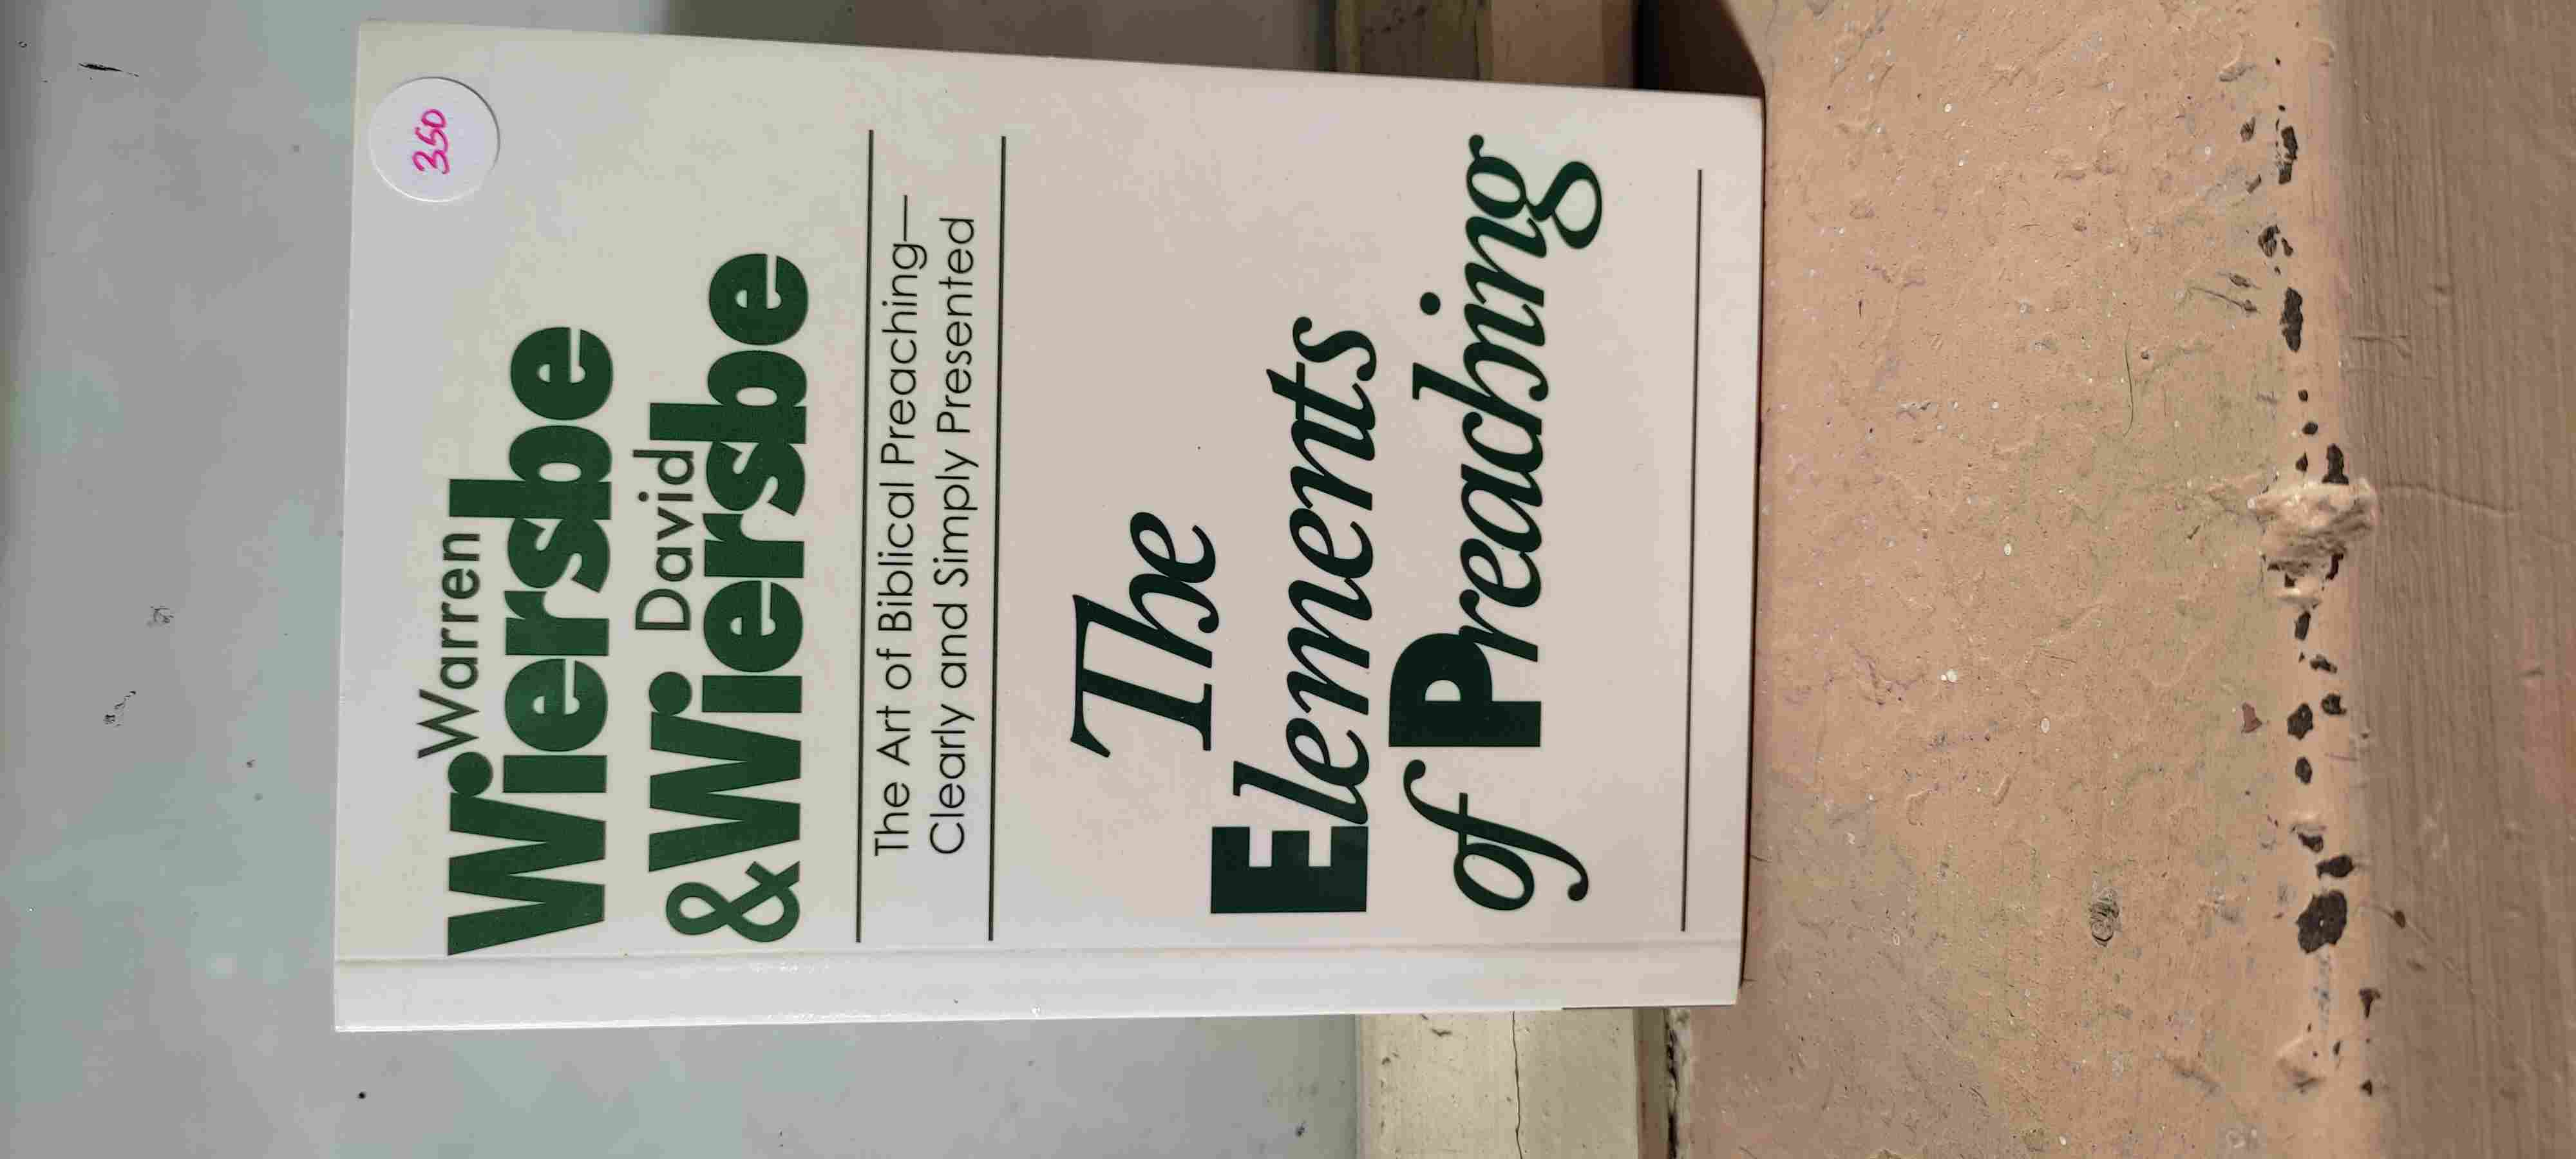 350
Warren
Wiersbe
David
& Wiersbe
The Art of Biblical Preaching—
Clearly and Simply Presented
The
Elements
of Preaching